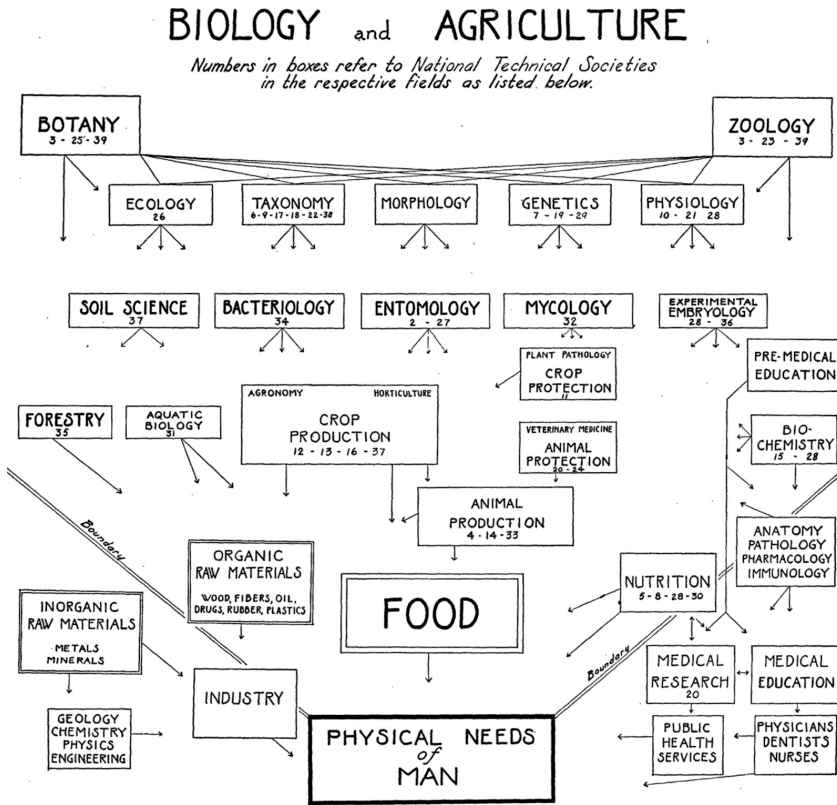 BIOLOGY and AGRICULTURE
Numbers in boxes refer to National Technical Societies
in the respective fields as listed below.
BOTANY
3 - 25 - 39
ZOOLOGY
3 - 23 - 39
ECOLOGY
26
TAXONOMY
6-9-17-18-22-38
MORPHOLOGY
GENETICS
7 - 19 - 29
PHYSIOLOGY
10 - 21 28
SOIL SCIENCE
37
BACTERIOLOGY
34
ENTOMOLOGY
2 - 27
MYCOLOGY
32
EXPERIMENTAL
EMBRYOLOGY
28 - 36
PLANT PATHOLOGY
CROP
PROTECTION
11
PRE-MEDICAL
EDUCATION
AGRONOMY HORTICULTURE
CROP
PRODUCTION
12 - 13 - 16 - 37
FORESTRY
35
AQUATIC
BIOLOGY
31
VETERINARY MEDICINE
ANIMAL
PROTECTION
20-24
BIO-
CHEMISTRY
15 - 28
ANIMAL
PRODUCTION
4 - 14 - 33
Boundary
ORGANIC
RAW MATERIALS
WOOD, FIBERS, OIL,
DRUGS, RUBBER, PLASTICS
ANATOMY
PATHOLOGY
PHARMACOLOGY
IMMUNOLOGY
FOOD
NUTRITION
5-8-28-30
INORGANIC
RAW MATERIALS
METALS
MINERALS
Boundary
MEDICAL
RESEARCH
20
MEDICAL
EDUCATION
INDUSTRY
GEOLOGY
CHEMISTRY
PHYSICS
ENGINEERING
PHYSICAL NEEDS
of
MAN
PUBLIC
HEALTH
SERVICES
PHYSICIANS
DENTISTS
NURSES